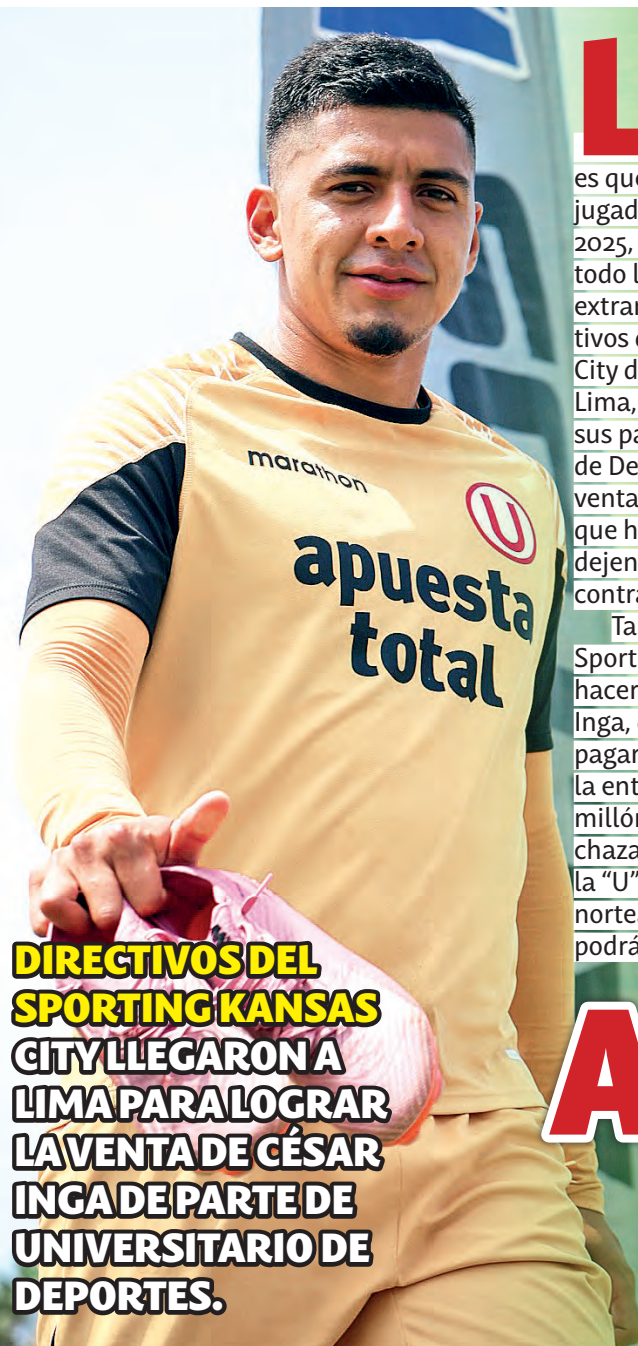 marathon
U
apuesta
total
DIRECTIVOS DEL
SPORTING KANSAS
CITY LLEGARON A
LIMA PARA LOGRAR
LA VENTA DE CÉSAR
INGA DE PARTE DE
UNIVERSITARIO DE
DEPORTES.
L
es que
jugad
2025,
todo l
extran
tivos
City d
Lima,
sus pa
de De
venta
que h
dejen
contra
Ta
Sport
hacer
Inga,
pagar
la ent
millón
chaza
la “U”
norte
podrá
A